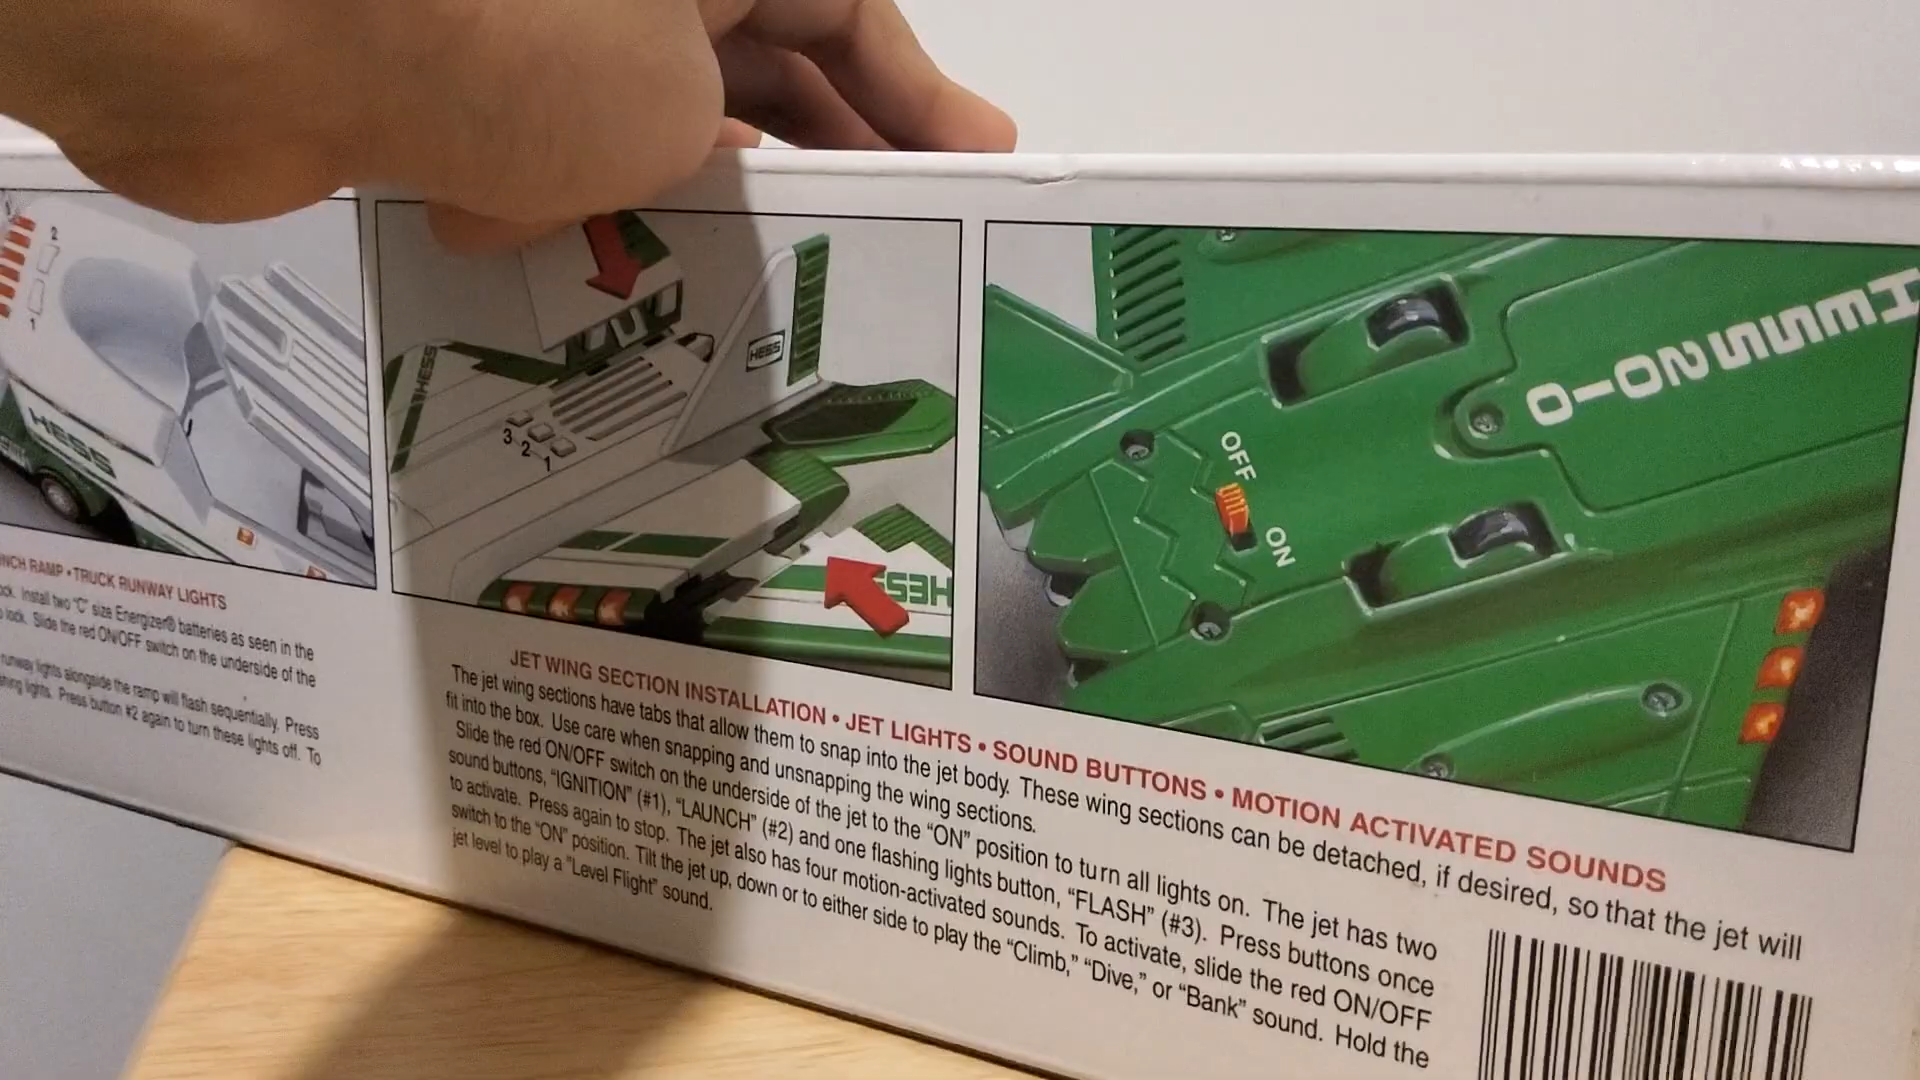 2
1
HESS
NCH RAMP • TRUCK RUNWAY LIGHTS
ock. Install two "C" size Energizer® batteries as seen in the
o lock. Slide the red ON/OFF switch on the underside of the
runway lights alongside the ramp will flash sequentially. Press
shing lights. Press button #2 again to turn these lights off. To
HESS
HESS
3
2
1
HESS
JET WING SECTION INSTALLATION • JET LIGHTS • SOUND BUTTONS • MOTION ACTIVATED SOUNDS
The jet wing sections have tabs that allow them to snap into the jet body. These wing sections can be detached, if desired, so that the jet will
fit into the box. Use care when snapping and unsnapping the wing sections.
Slide the red ON/OFF switch on the underside of the jet to the "ON" position to turn all lights on. The jet has two
sound buttons, "IGNITION" (#1), "LAUNCH" (#2) and one flashing lights button, "FLASH" (#3). Press buttons once
to activate. Press again to stop. The jet also has four motion-activated sounds. To activate, slide the red ON/OFF
switch to the "ON" position. Tilt the jet up, down or to either side to play the "Climb," "Dive," or "Bank" sound. Hold the
jet level to play a "Level Flight" sound.
OFF
ON
HESS2010